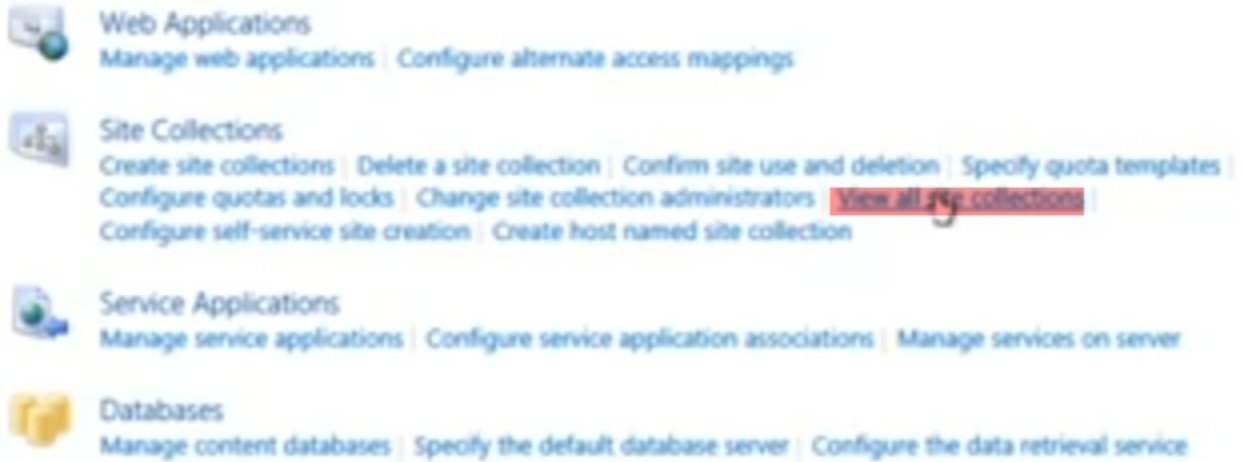 Web Applications
Manage web applications | Configure alternate access mappings
Site Collections
Create site collections | Delete a site collection | Confirm site use and deletion | Specify quota templates |
Configure quotas and locks | Change site collection administrators | View all site collections |
Configure self-service site creation | Create host named site collection
Service Applications
Manage service applications | Configure service application associations | Manage services on server
Databases
Manage content databases | Specify the default database server | Configure the data retrieval service